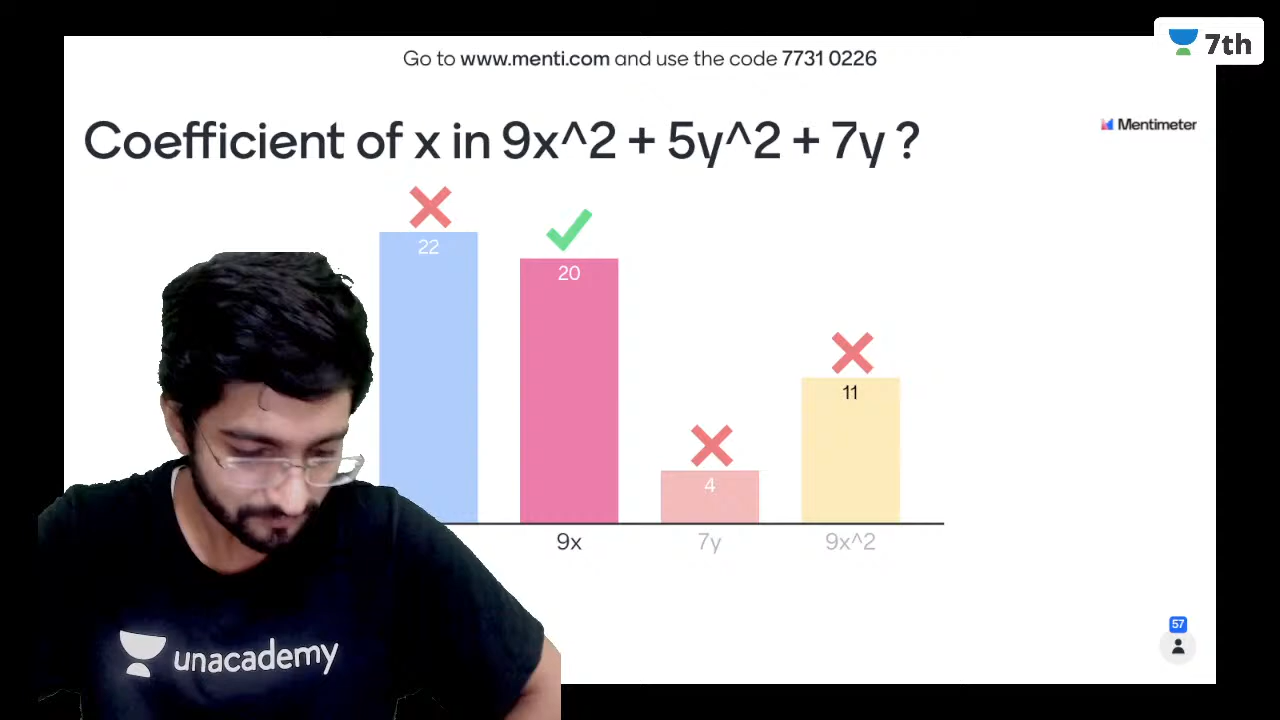 Go to www.menti.com and use the code 7731 0226
7th
Coefficient of x in 9x^2 + 5y^2 + 7y ?
Mentimeter
22
20
4
11
9x
7y
9x^2
57
unacademy